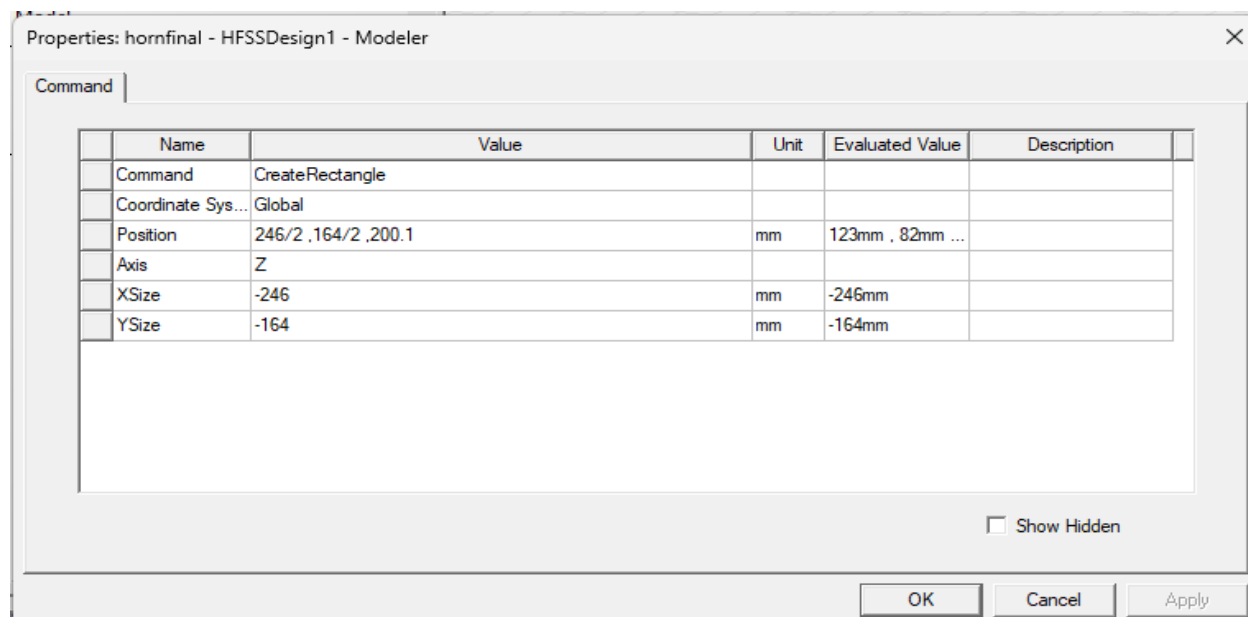 Model
Properties: hornfinal - HFSSDesign1 - Modeler
Command
Name Value Unit Evaluated Value Description
Command CreateRectangle
Coordinate Sys... Global
Position 246/2 ,164/2 ,200.1 mm 123mm , 82mm ...
Axis Z
XSize -246 mm -246mm
YSize -164 mm -164mm
Show Hidden
OK Cancel Apply